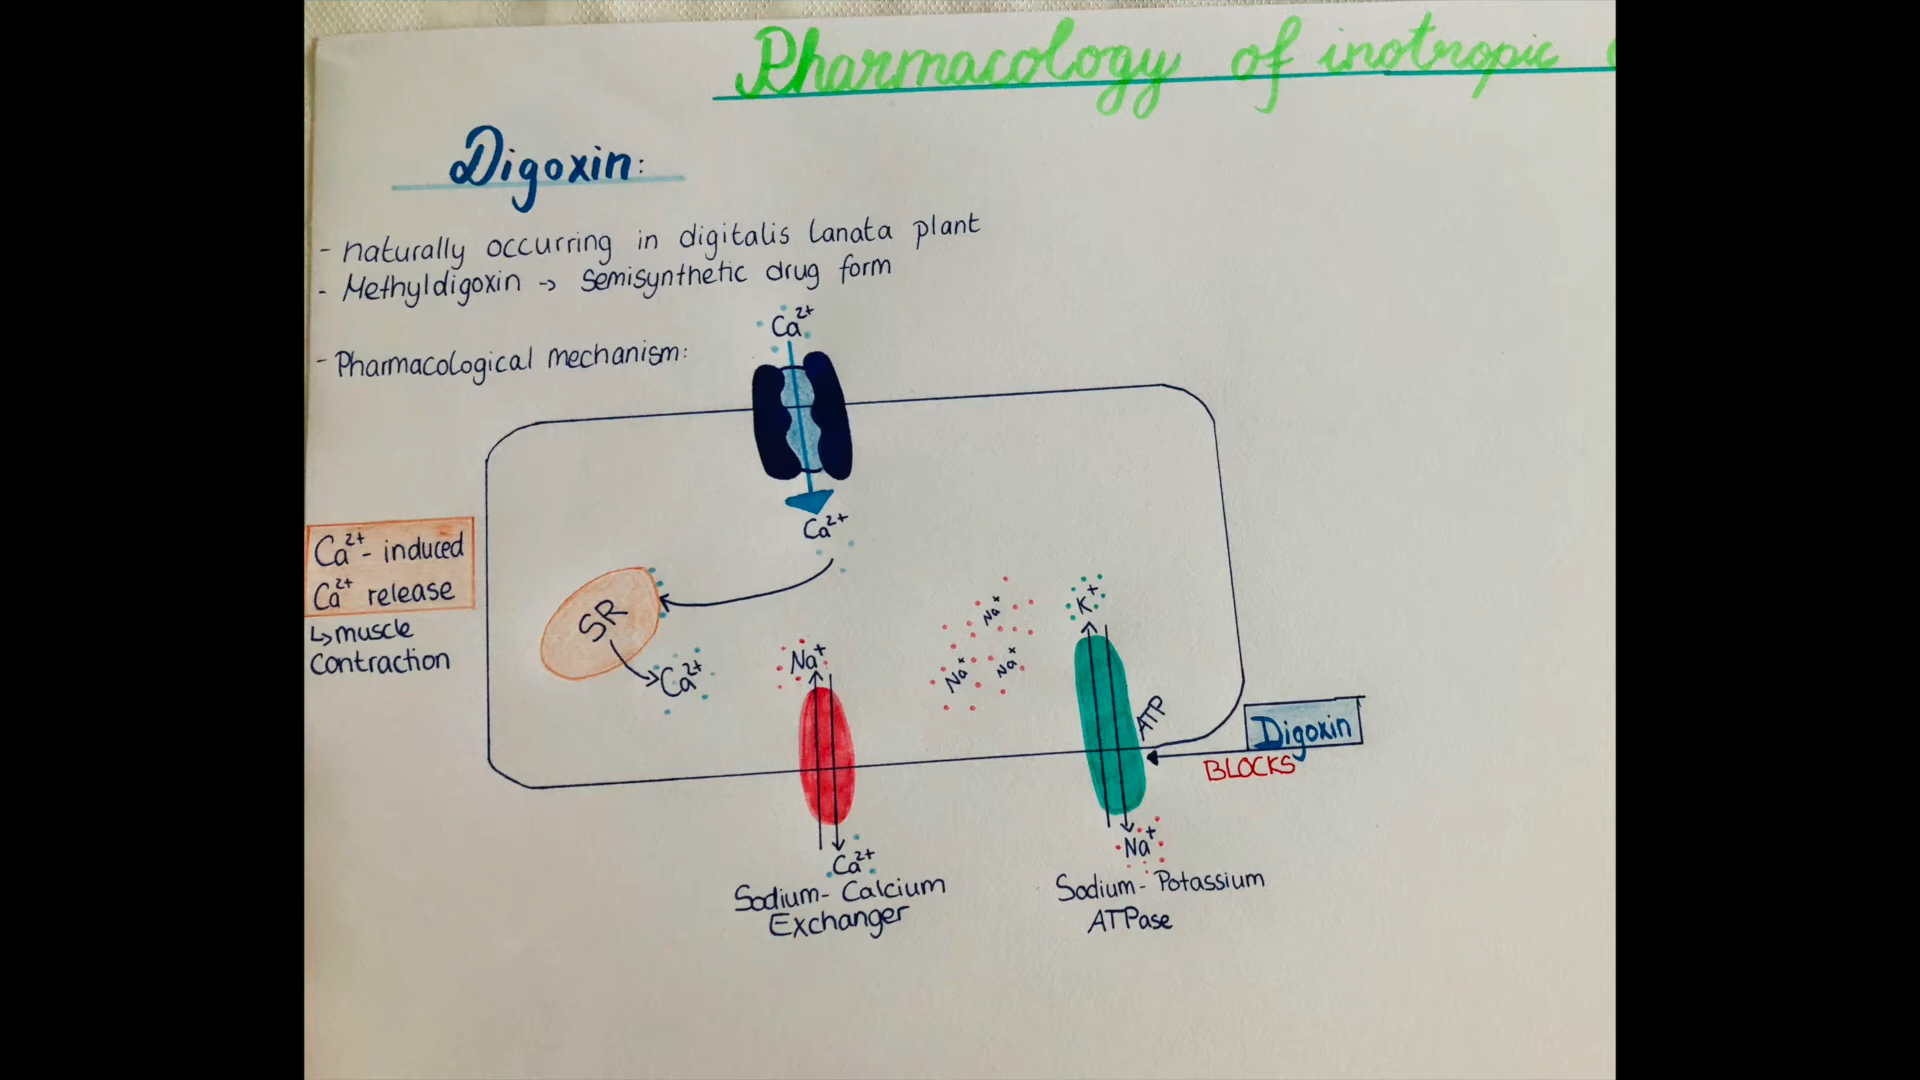 Pharmacology of inotropic
Digoxin:
- naturally occurring in digitalis lanata plant
- Methyldigoxin → semisynthetic drug form
- Pharmacological mechanism:
Ca²⁺
Ca²⁺
Ca²⁺- induced
Ca²⁺ release
↳ muscle
contraction
SR
Ca²⁺
Na⁺
Na⁺
Na⁺
Na⁺
K⁺
ATP
Digoxin
BLOCKS
Ca²⁺
Na⁺
Sodium-Calcium
Exchanger
Sodium-Potassium
ATPase